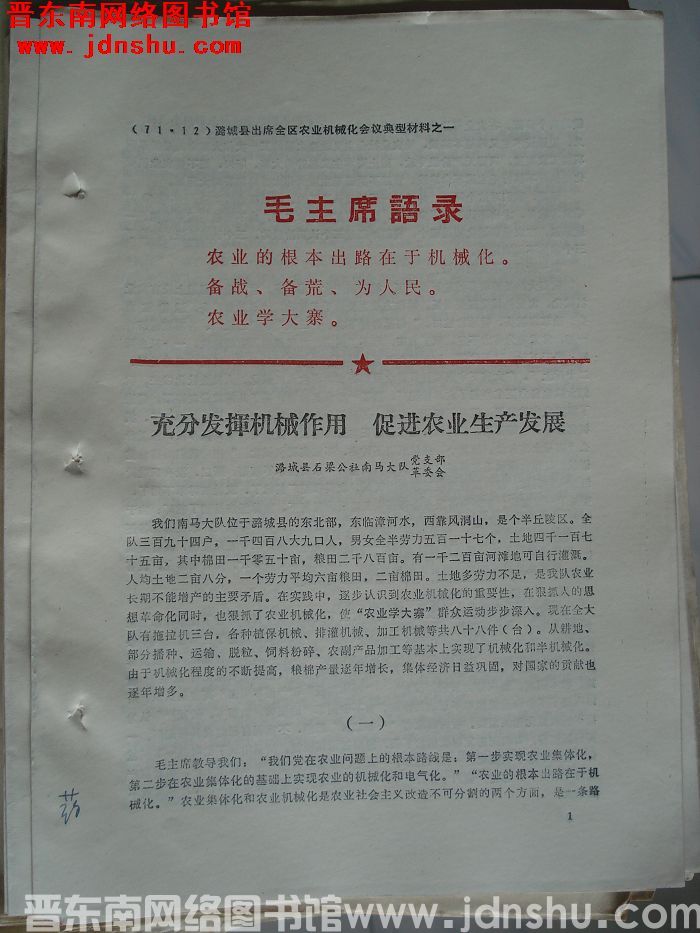 晋东南网络图书馆
www.jdnshu.com
(71·12)潞城县出席全区农业机械化会议典型材料之一
毛主席語录
农业的根本出路在于机械化。
备战、备荒、为人民。
农业学大寨。
充分发揮机械作用　促进农业生产发展
潞城县石梁公社南马大队党支部
革委会
我们南马大队位于潞城县的东北部，东临漳河水，西靠风洞山，是个半丘陵区。全
队三百九十四户，一千四百八大九口人，男女全半劳力五百一十七个，土地四千一百七
十五亩，其中棉田一千零五十亩，粮田二千八百亩。有一千二百亩河滩地可自行灌溉。
人均土地二亩八分，一个劳力平均六亩粮田，二亩棉田。土地多劳力不足，是我队农业
长期不能增产的主要矛盾。在实践中，逐步认识到农业机械化的重要性，在狠抓人的思
想革命化同时，也狠抓了农业机械化，使“农业学大寨”群众运动步步深入。现在全大
队有拖拉机三台，各种植保机械、排灌机械、加工机械等共八十八件（台）。从耕地、
部分播种、运输、脱粒、饲料粉碎、农副产品加工等基本上实现了机械化和半机械化。
由于机械化程度的不断提高，粮棉产量逐年增长，集体经济日益巩固，对国家的贡献也
逐年增多。
（一）
毛主席教导我们：“我们党在农业问题上的根本路线是：第一步实现农业集体化，
第二步在农业集体化的基础上实现农业的机械化和电气化。”“农业的根本出路在于机
械化。”农业集体化和农业机械化是农业社会主义改造不可分割的两个方面，是一条路
1
晋东南网络图书馆www.jdnshu.com